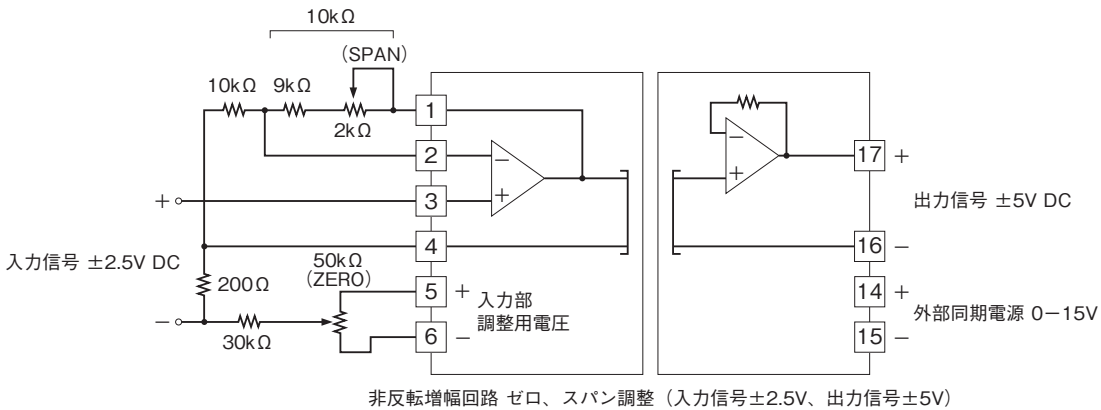 10kΩ
(SPAN)
10kΩ 9kΩ
2kΩ
1
2
3
4
5
6
− 
+
+
入力信号 ±2.5V DC
−
200Ω
30kΩ
50kΩ
(ZERO)
+ 入力部
調整用電圧
−
−
+
17 +
出力信号 ±5V DC
16 −
14 +
外部同期電源 0−15V
15 −
非反転増幅回路 ゼロ、スパン調整（入力信号±2.5V、出力信号±5V）